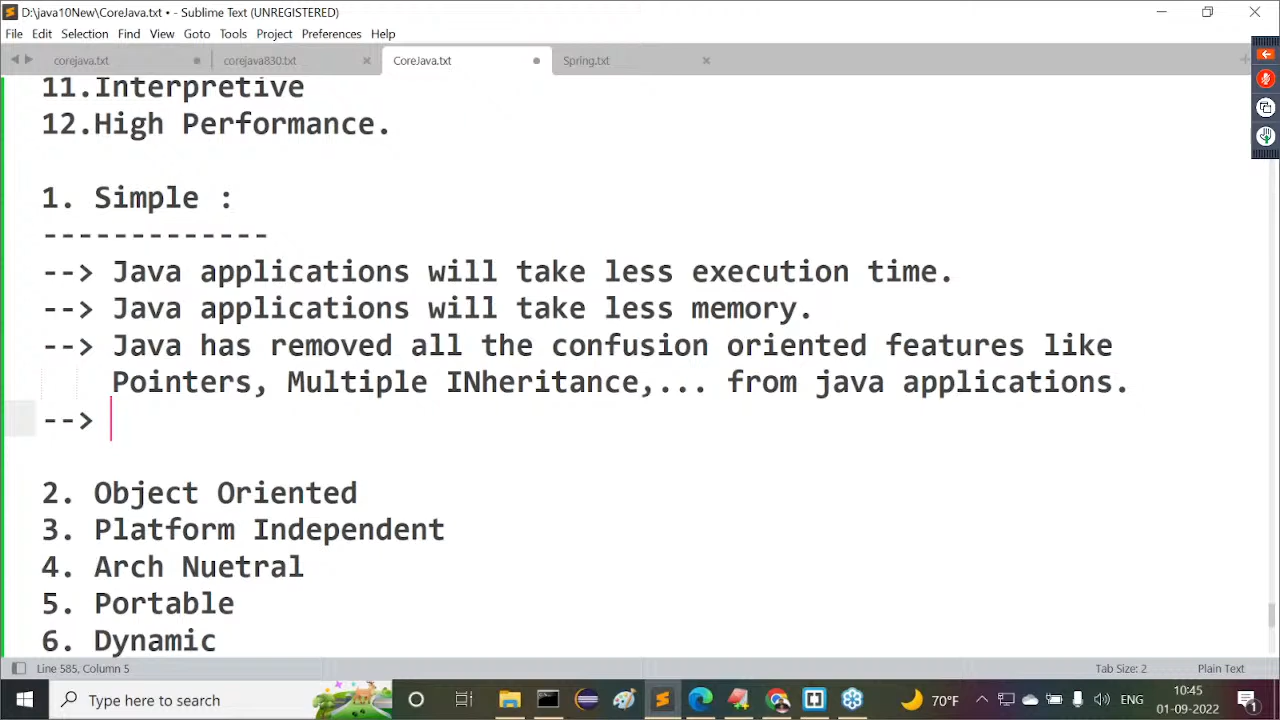 D:\java10New\CoreJava.txt • - Sublime Text (UNREGISTERED)
File Edit Selection Find View Goto Tools Project Preferences Help
corejava.txt corejava830.txt CoreJava.txt Spring.txt
11.Interpretive
12.High Performance.
1. Simple :
-------------
--> Java applications will take less execution time.
--> Java applications will take less memory.
--> Java has removed all the confusion oriented features like
Pointers, Multiple INheritance,... from java applications.
-->
2. Object Oriented
3. Platform Independent
4. Arch Nuetral
5. Portable
6. Dynamic
Line 585, Column 5 Tab Size: 2 Plain Text
Type here to search 70°F ENG 10:45
01-09-2022 1